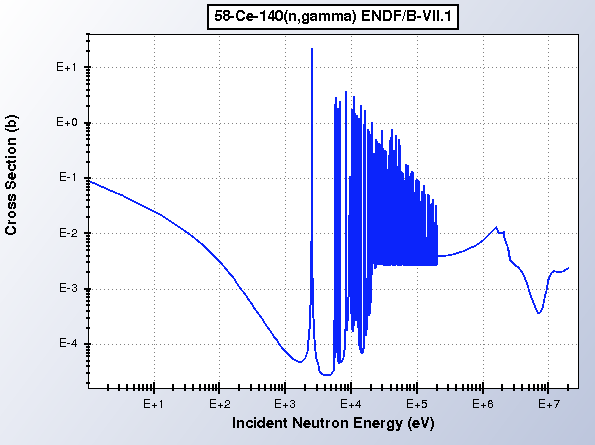 58-Ce-140(n,gamma) ENDF/B-VII.1
Cross Section (b)
E+1
E+0
E-1
E-2
E-3
E-4
E+1 E+2 E+3 E+4 E+5 E+6 E+7
Incident Neutron Energy (eV)